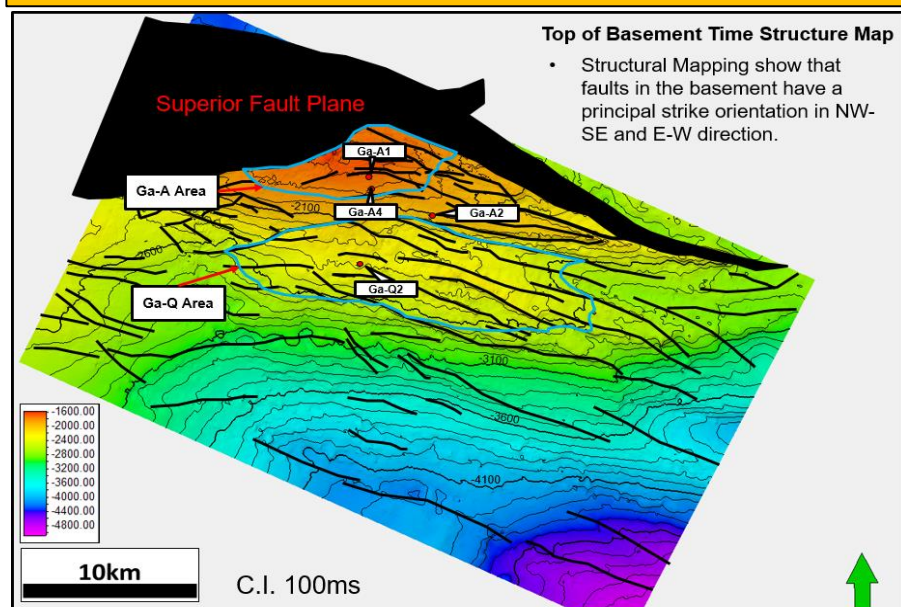 Top of Basement Time Structure Map
• Structural Mapping show that
faults in the basement have a
principal strike orientation in NW-
SE and E-W direction.
Superior Fault Plane
Ga-A1
Ga-A Area
Ga-A4
Ga-A2
-2100
-2600
Ga-Q2
Ga-Q Area
-3100
-3600
-4100
-1600.00
-2000.00
-2400.00
-2800.00
-3200.00
-3600.00
-4000.00
-4400.00
-4800.00
10km
C.I. 100ms